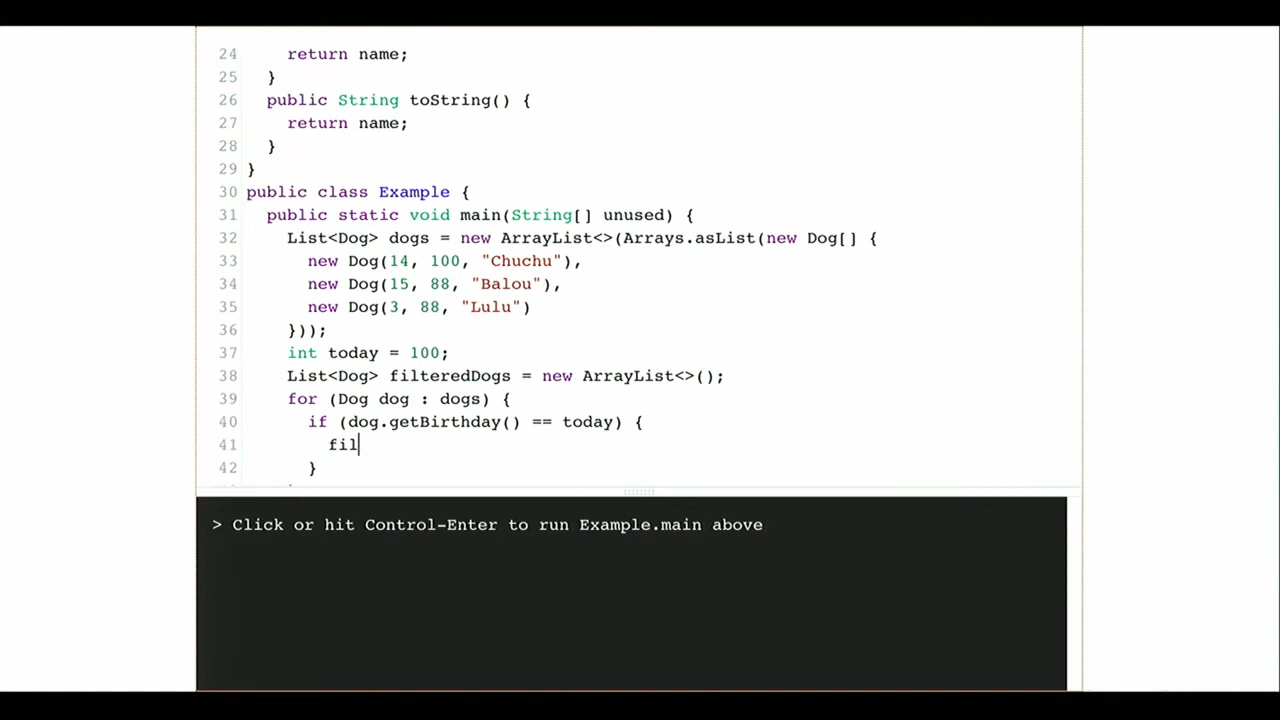 24 return name;
25 }
26 public String toString() {
27 return name;
28 }
29 }
30 public class Example {
31 public static void main(String[] unused) {
32 List<Dog> dogs = new ArrayList<>(Arrays.asList(new Dog[] {
33 new Dog(14, 100, "Chuchu"),
34 new Dog(15, 88, "Balou"),
35 new Dog(3, 88, "Lulu")
36 }));
37 int today = 100;
38 List<Dog> filteredDogs = new ArrayList<>();
39 for (Dog dog : dogs) {
40 if (dog.getBirthday() == today) {
41 fil
42 }
> Click or hit Control-Enter to run Example.main above